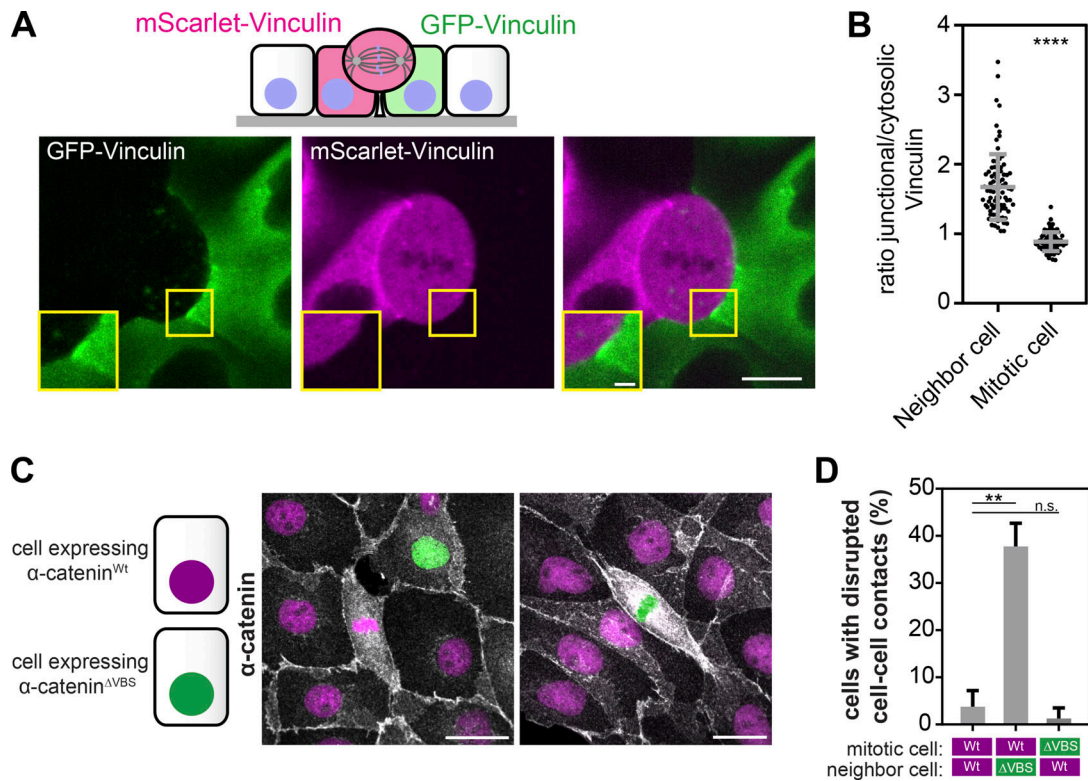 A
mScarlet-Vinculin GFP-Vinculin
GFP-Vinculin
mScarlet-Vinculin
B
****
ratio junctional/cytosolic
Vinculin
4
3
2
1
0
Neighbor cell
Mitotic cell
C
cell expressing
α-catenin^Wt
cell expressing
α-catenin^ΔVBS
α-catenin
D
cells with disrupted
cell-cell contacts (%)
50
40
30
20
10
0
**
n.s.
mitotic cell: Wt Wt ΔVBS
neighbor cell: Wt ΔVBS Wt